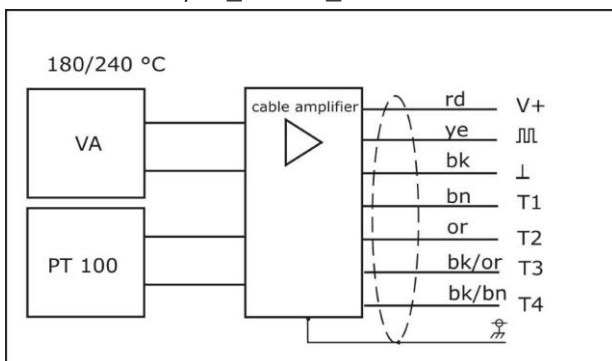 180/240 °C
VA
PT 100
cable amplifier
rd V+
ye
bk ⊥
bn T1
or T2
bk/or T3
bk/bn T4